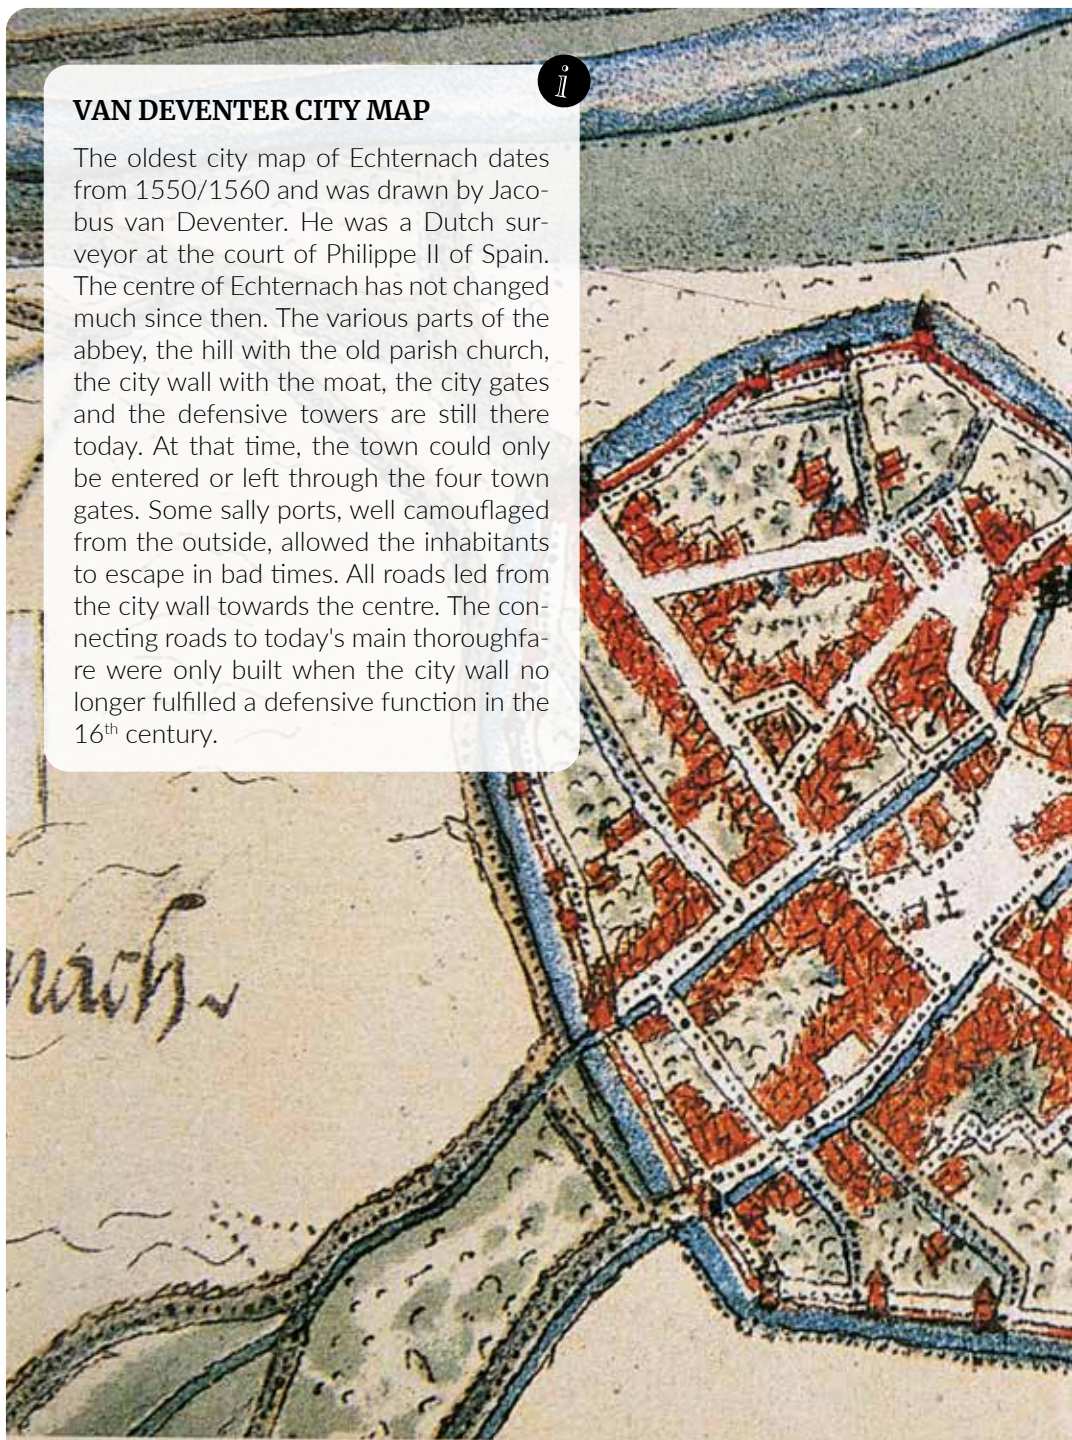 i
VAN DEVENTER CITY MAP
The oldest city map of Echternach dates
from 1550/1560 and was drawn by Jaco-
bus van Deventer. He was a Dutch sur-
veyor at the court of Philippe II of Spain.
The centre of Echternach has not changed
much since then. The various parts of the
abbey, the hill with the old parish church,
the city wall with the moat, the city gates
and the defensive towers are still there
today. At that time, the town could only
be entered or left through the four town
gates. Some sally ports, well camouflaged
from the outside, allowed the inhabitants
to escape in bad times. All roads led from
the city wall towards the centre. The con-
necting roads to today's main thoroughfa-
re were only built when the city wall no
longer fulfilled a defensive function in the
16th century.
nach.